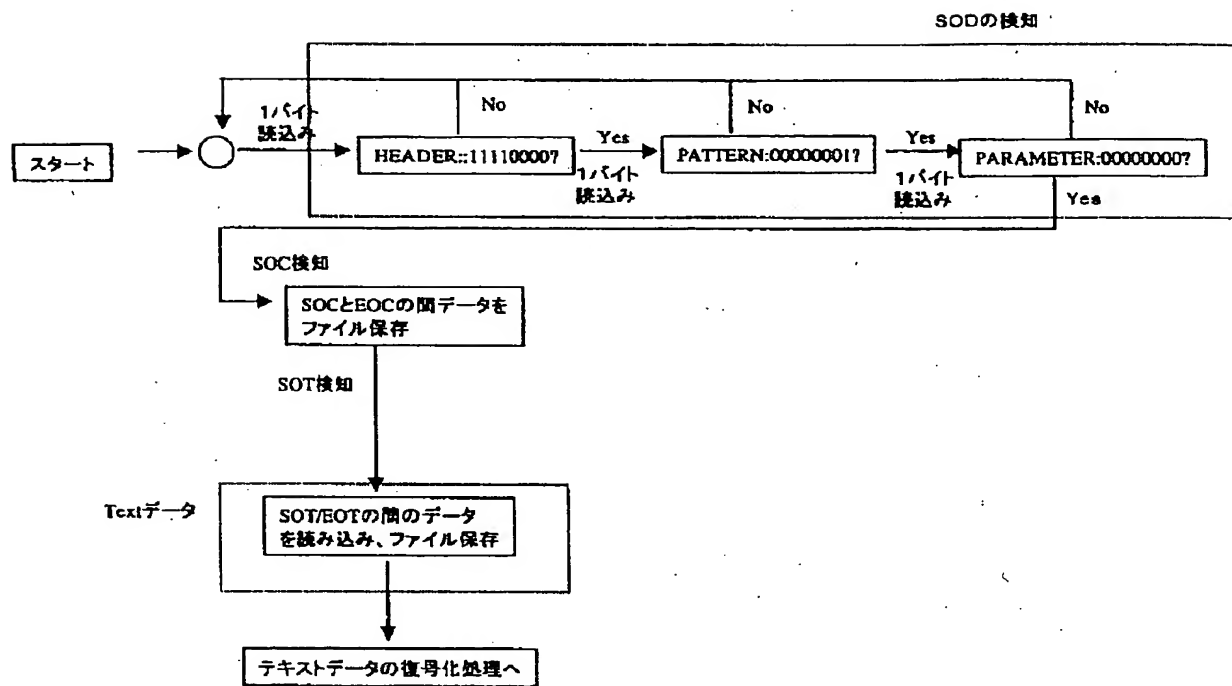 SODの検知
No
No
No
1バイト
読込み
スタート
HEADER::11110000?
Yes
1バイト
読込み
PATTERN:00000001?
Yes
1バイト
読込み
PARAMETER:00000000?
Yes
SOC検知
SOCとEOCの間データを
ファイル保存
SOT検知
Textデータ
SOT/EOTの間のデータ
を読み込み、ファイル保存
テキストデータの復号化処理へ